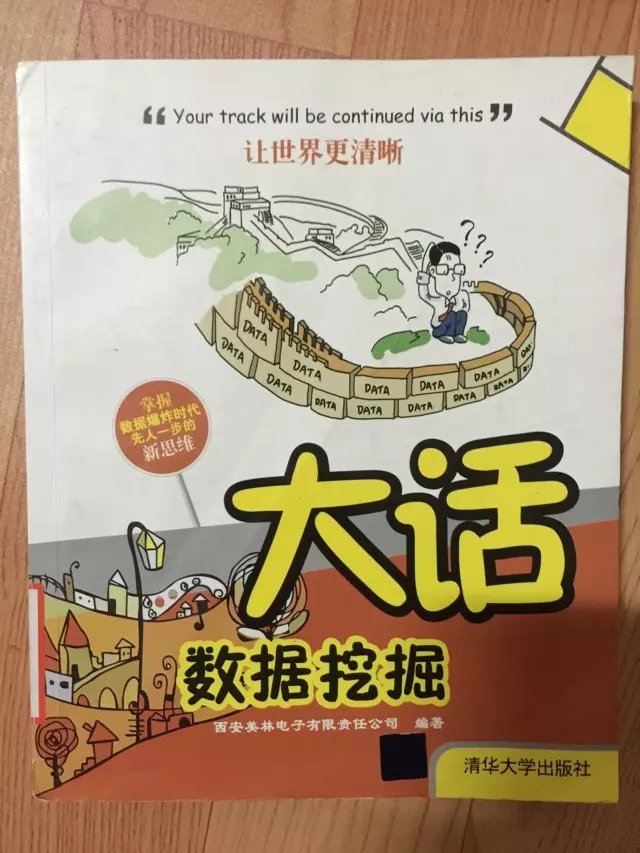 “ Your track will be continued via this ”
让世界更清晰
???
DATA DATA DATA DATA DATA DATA DA
DATA DATA DATA DATA DATA DATA
掌握
数据爆炸时代
先人一步的
新思维
大话
数据挖掘
西安美林电子有限责任公司 编著
清华大学出版社